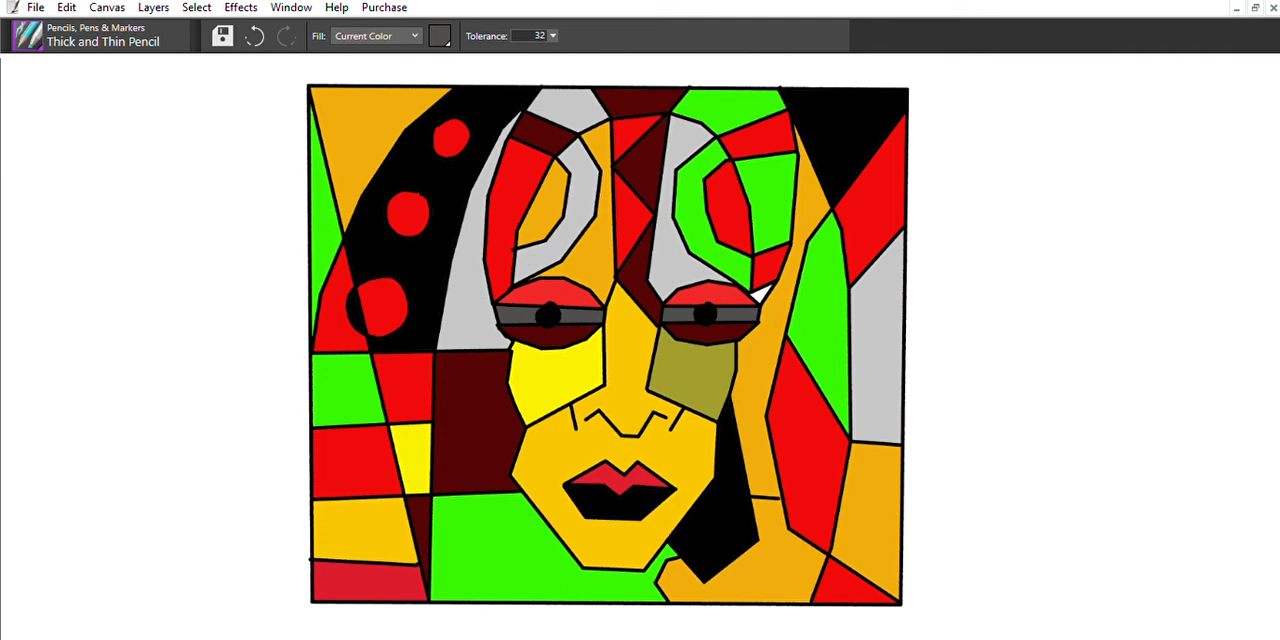 File Edit Canvas Layers Select Effects Window Help Purchase
Pencils, Pens & Markers
Thick and Thin Pencil
Fill: Current Color Tolerance: 32